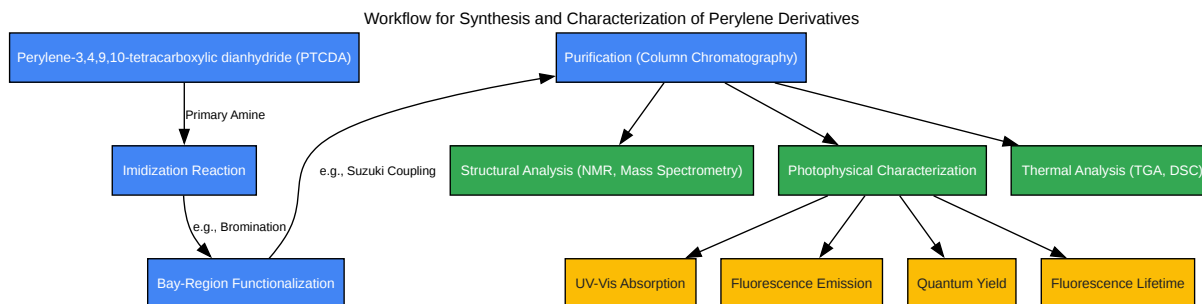 Workflow for Synthesis and Characterization of Perylene Derivatives
Perylene-3,4,9,10-tetracarboxylic dianhydride (PTCDA)
Purification (Column Chromatography)
Primary Amine
Imidization Reaction
e.g., Suzuki Coupling
Structural Analysis (NMR, Mass Spectrometry)
Photophysical Characterization
Thermal Analysis (TGA, DSC)
e.g., Bromination
Bay-Region Functionalization
UV-Vis Absorption
Fluorescence Emission
Quantum Yield
Fluorescence Lifetime